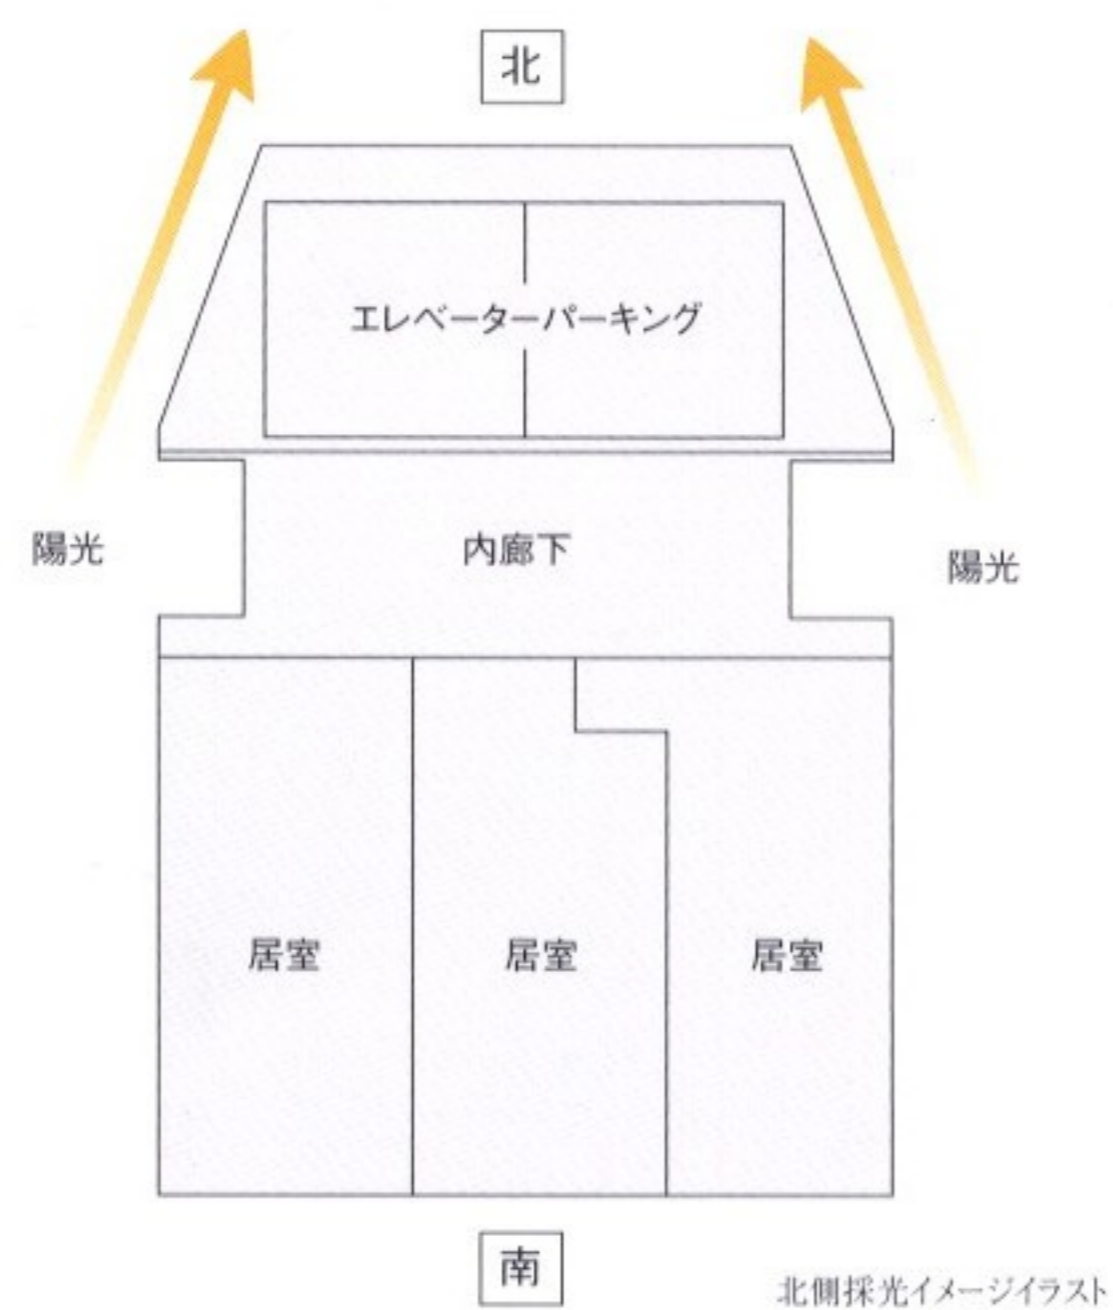 北
エレベーターパーキング
陽光
内廊下
陽光
居室
居室
居室
南
北側採光イメージイラスト